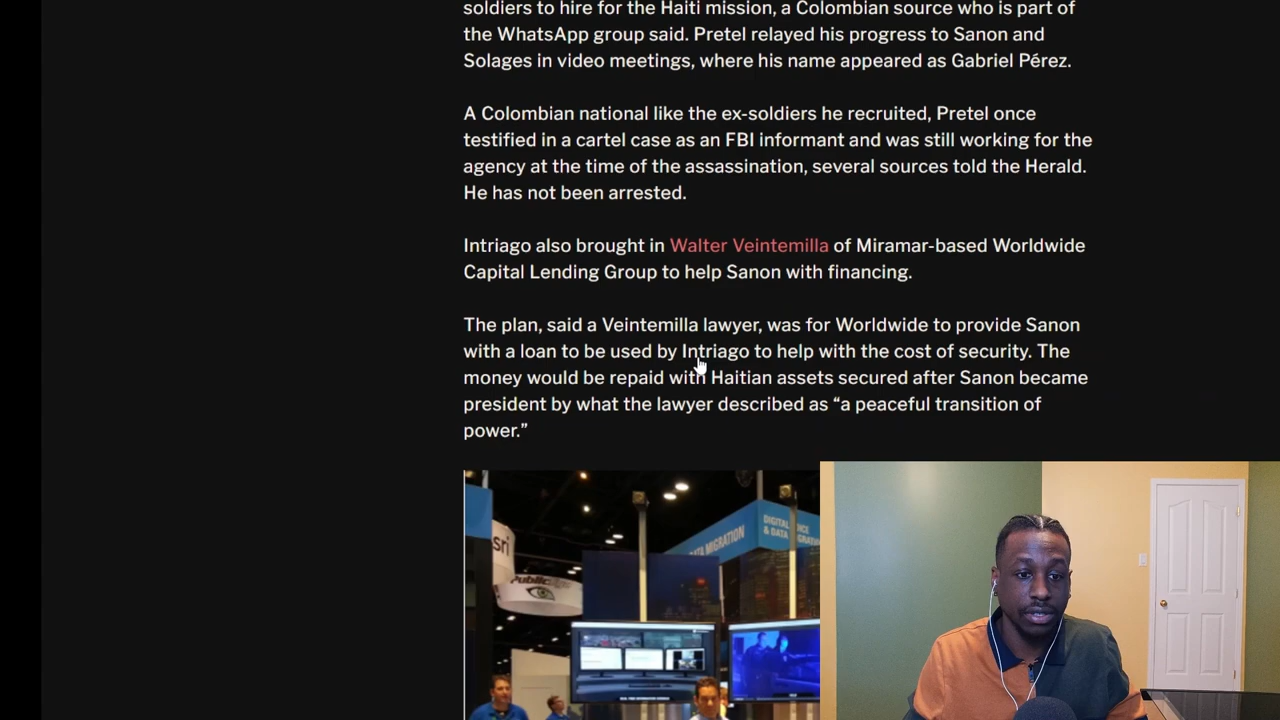 soldiers to hire for the Haiti mission, a Colombian source who is part of
the WhatsApp group said. Pretel relayed his progress to Sanon and
Solages in video meetings, where his name appeared as Gabriel Pérez.
A Colombian national like the ex-soldiers he recruited, Pretel once
testified in a cartel case as an FBI informant and was still working for the
agency at the time of the assassination, several sources told the Herald.
He has not been arrested.
Intriago also brought in Walter Veintemilla of Miramar-based Worldwide
Capital Lending Group to help Sanon with financing.
The plan, said a Veintemilla lawyer, was for Worldwide to provide Sanon
with a loan to be used by Intriago to help with the cost of security. The
money would be repaid with Haitian assets secured after Sanon became
president by what the lawyer described as “a peaceful transition of
power.”
DATA MIGRATION
DIGITAL
& DATA